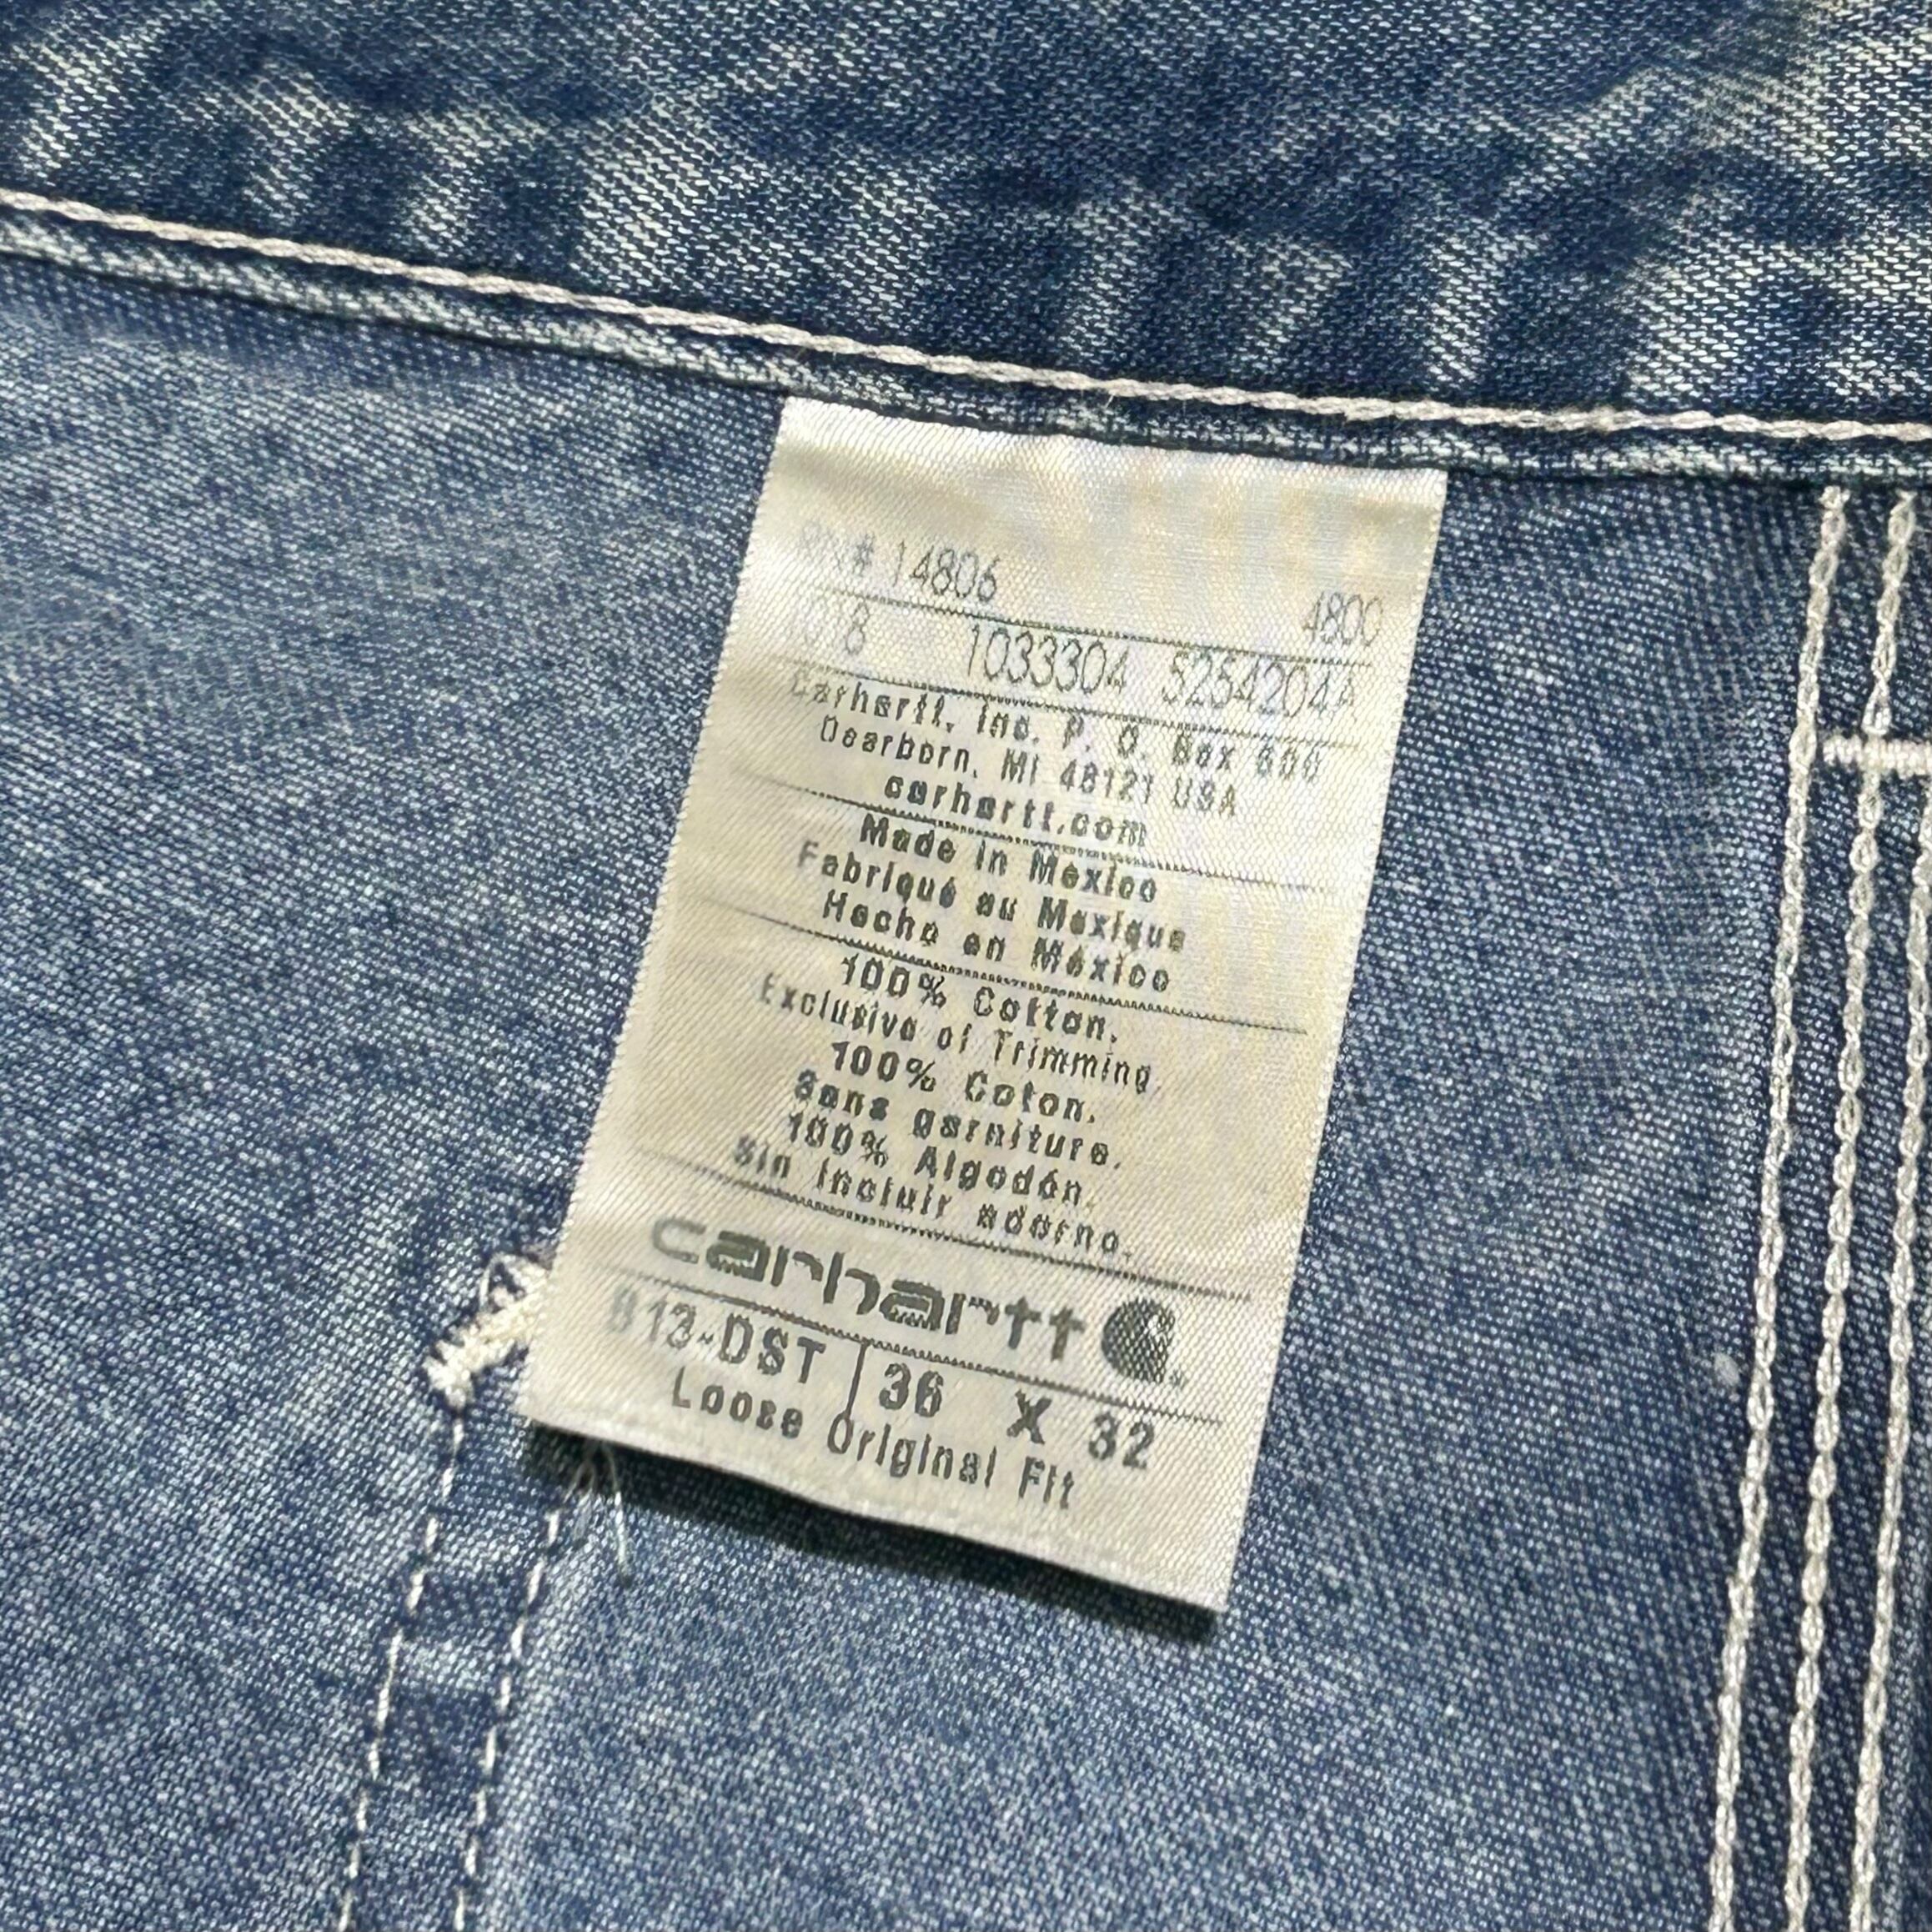 RN# 14806 4800
018 1033304 5254204A
Carhartt, Inc. P. O. Box 600
Dearborn, MI 48121 USA
carhartt.com
Made in Mexico
Fabriqué au Mexique
Hecho en México
100% Cotton.
Exclusive of Trimming.
100% Coton.
Sans garniture.
100% Algodón.
Sin incluir adorno.
carhartt
B13-DST 36 X 32
Loose Original Fit